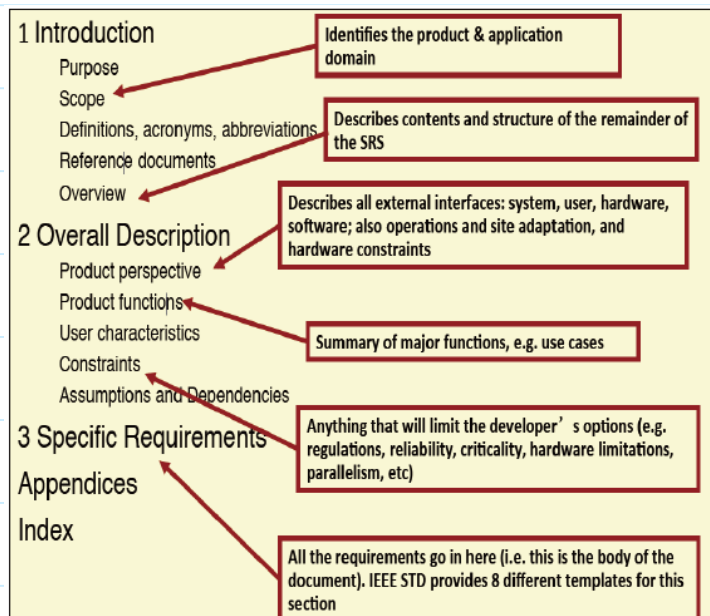 1 Introduction
Purpose
Scope
Definitions, acronyms, abbreviations
Reference documents
Overview
2 Overall Description
Product perspective
Product functions
User characteristics
Constraints
Assumptions and Dependencies
3 Specific Requirements
Appendices
Index
Identifies the product & application
domain
Describes contents and structure of the remainder of
the SRS
Describes all external interfaces: system, user, hardware,
software; also operations and site adaptation, and
hardware constraints
Summary of major functions, e.g. use cases
Anything that will limit the developer’ s options (e.g.
regulations, reliability, criticality, hardware limitations,
parallelism, etc)
All the requirements go in here (i.e. this is the body of the
document). IEEE STD provides 8 different templates for this
section